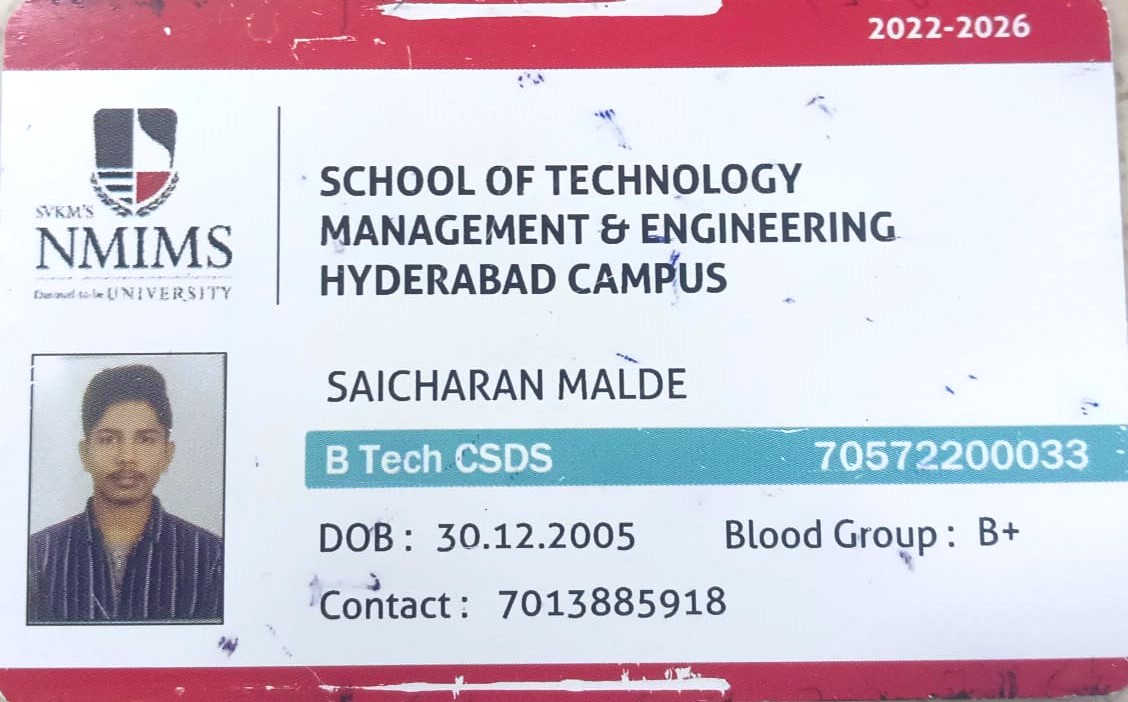 2022-2026
SVKM'S
NMIMS
Deemed-to-be UNIVERSITY
SCHOOL OF TECHNOLOGY
MANAGEMENT & ENGINEERING
HYDERABAD CAMPUS
SAICHARAN MALDE
B Tech CSDS 70572200033
DOB : 30.12.2005 Blood Group : B+
Contact : 7013885918